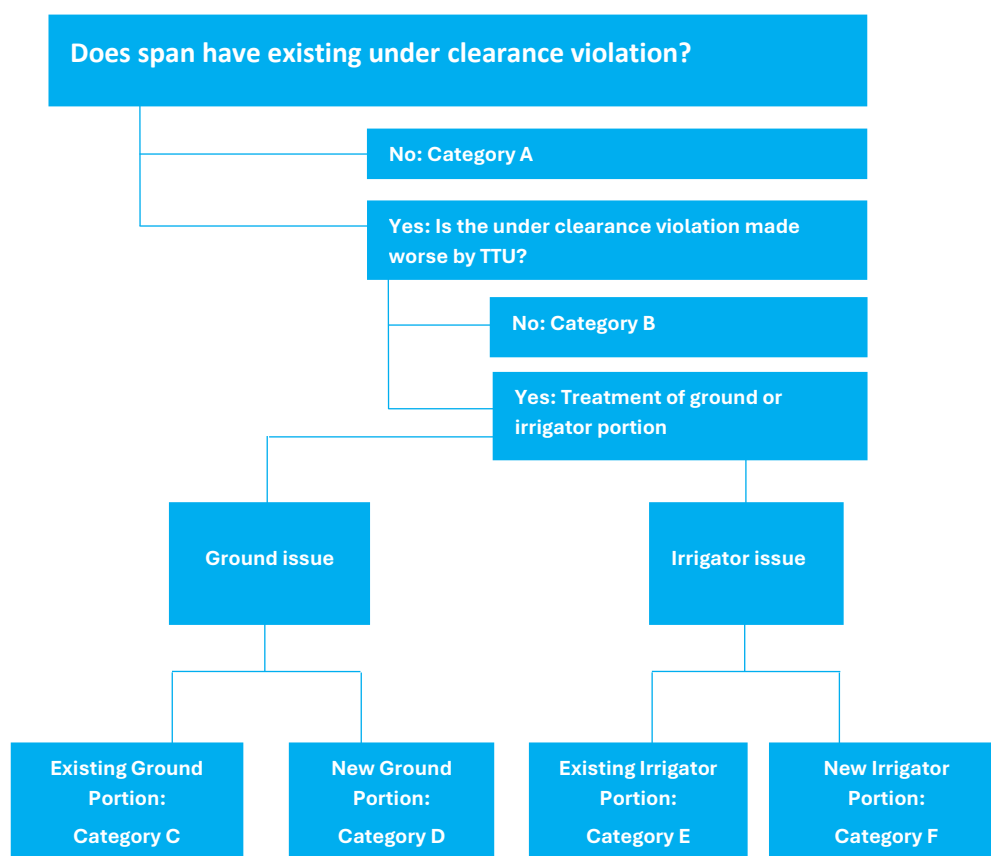 Does span have existing under clearance violation?
No: Category A
Yes: Is the under clearance violation made
worse by TTU?
No: Category B
Yes: Treatment of ground or
irrigator portion
Ground issue
Irrigator issue
Existing Ground
Portion:
Category C
New Ground
Portion:
Category D
Existing Irrigator
Portion:
Category E
New Irrigator
Portion:
Category F